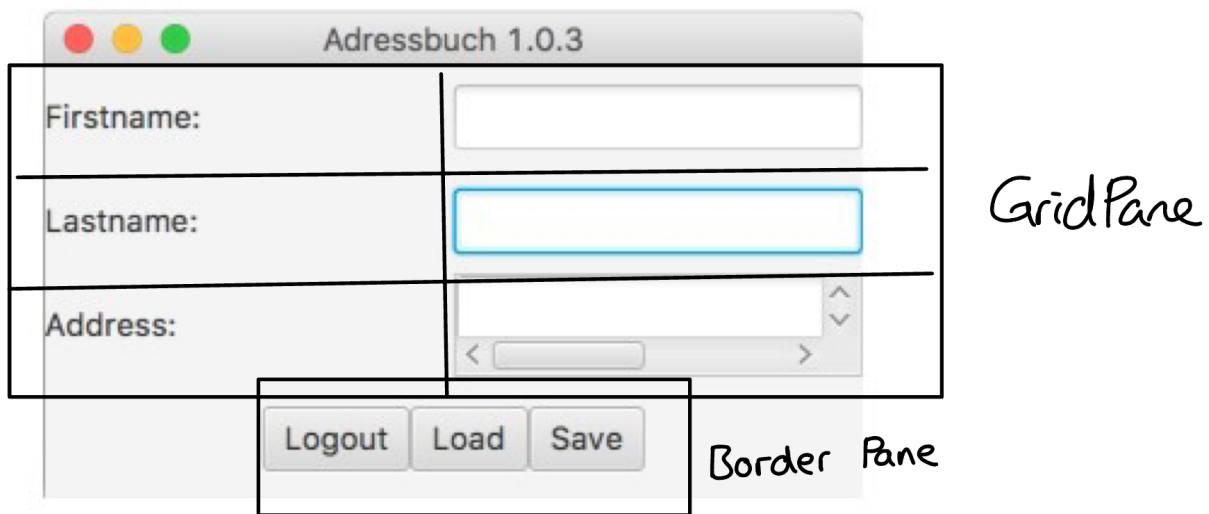 Adressbuch 1.0.3
Firstname:
GridPane
Lastname:
Address:
Logout Load Save
Border Pane